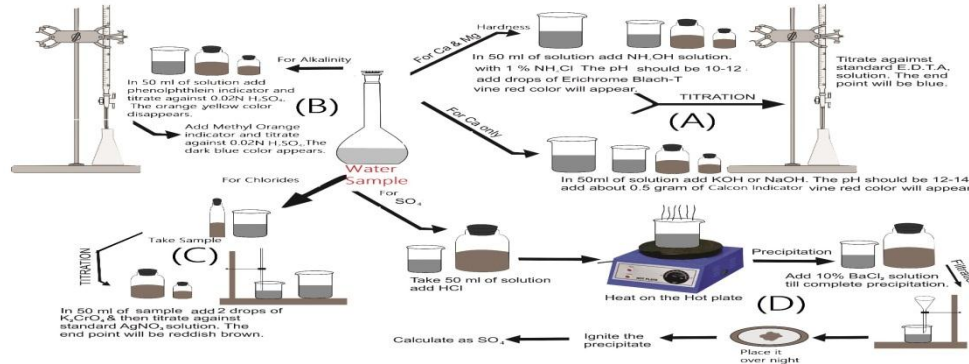 Hardness
For Ca & Mg
In 50 ml of solution add NH₄OH solution.
with 1 % NH₄Cl The pH should be 10-12
add drops of Erichrome Blach-T
vine red color will appear.
Titrate against
standard E.D.T.A,
solution. The end
point will be blue.
TITRATION
(A)
For Ca only
In 50ml of solution add KOH or NaOH. The pH should be 12-14
add about 0.5 gram of Calcon Indicator vine red color will appear
For Alkalinity
In 50 ml of solution add
phenolphthlein indicator and
titrate against 0.02N H₂SO₄.
The orange yellow color
disappears.
(B)
Add Methyl Orange
indicator and titrate
against 0.02N H₂SO₄.The
dark blue color appears.
Water
Sample
For Chlorides
Take Sample
(C)
TITRATION
In 50 ml of sample add 2 drops of
K₂CrO₄ & then titrate against
standard AgNO₃ solution. The
end point will be reddish brown.
For
SO₄
Take 50 ml of solution
add HCl
Heat on the Hot plate
Precipitation
Add 10% BaCl₂ solution
till complete precipitation.
(D)
Place it
over night
Ignite the
precipitate
Calculate as SO₄